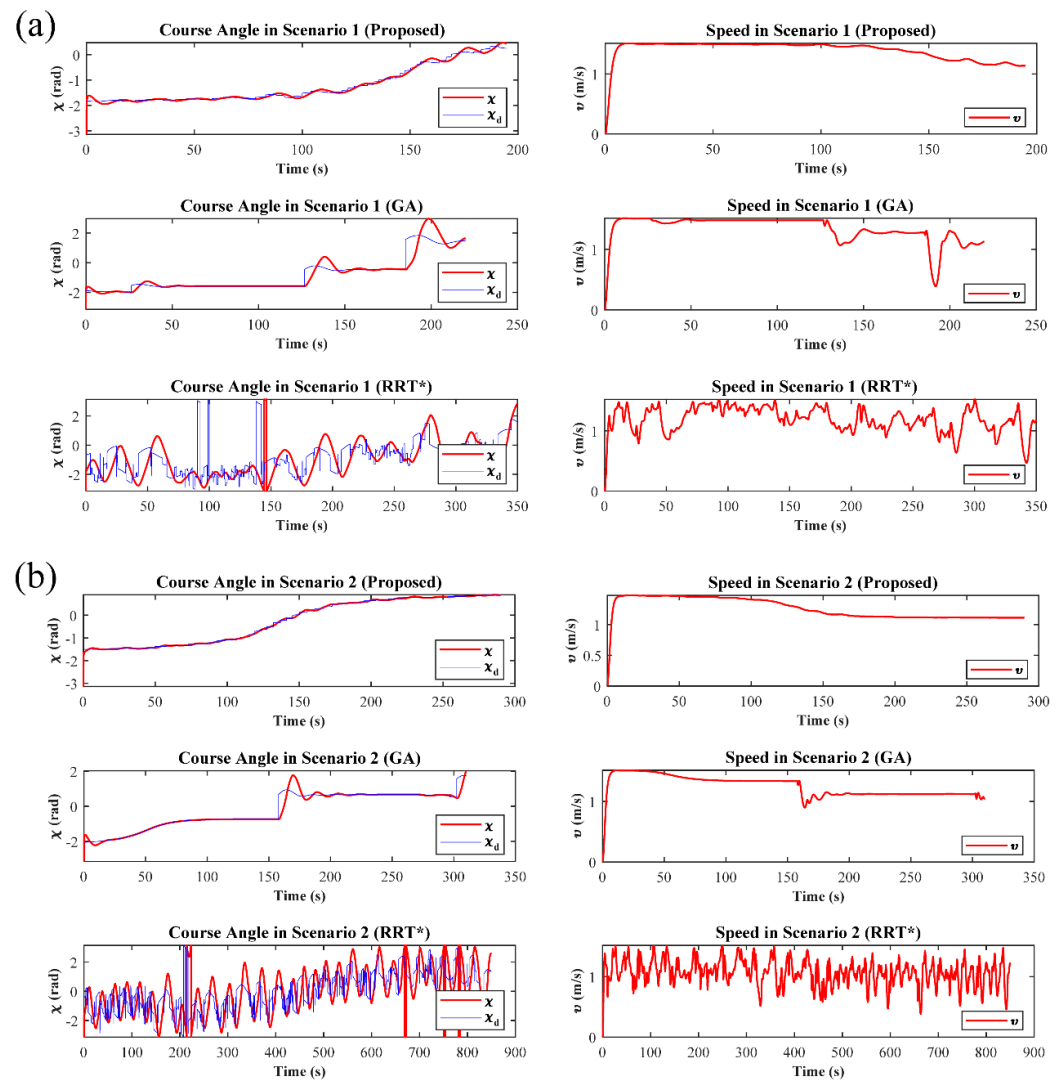 (a)
Course Angle in Scenario 1 (Proposed)
0
-1
-2
-3
χ (rad)
χ
χd
0 50 100 150 200
Time (s)
Speed in Scenario 1 (Proposed)
1
0
υ (m/s)
υ
0 50 100 150 200
Time (s)
Course Angle in Scenario 1 (GA)
2
0
-2
χ (rad)
χ
χd
0 50 100 150 200 250
Time (s)
Speed in Scenario 1 (GA)
1
0
υ (m/s)
υ
0 50 100 150 200 250
Time (s)
Course Angle in Scenario 1 (RRT*)
2
0
-2
χ (rad)
χ
χd
0 50 100 150 200 250 300 350
Time (s)
Speed in Scenario 1 (RRT*)
1
0
υ (m/s)
υ
0 50 100 150 200 250 300 350
Time (s)
(b)
Course Angle in Scenario 2 (Proposed)
0
-1
-2
-3
χ (rad)
χ
χd
0 50 100 150 200 250 300
Time (s)
Speed in Scenario 2 (Proposed)
1
0.5
0
υ (m/s)
υ
0 50 100 150 200 250 300
Time (s)
Course Angle in Scenario 2 (GA)
2
0
-2
χ (rad)
χ
χd
0 50 100 150 200 250 300 350
Time (s)
Speed in Scenario 2 (GA)
1
0
υ (m/s)
υ
0 50 100 150 200 250 300 350
Time (s)
Course Angle in Scenario 2 (RRT*)
2
0
-2
χ (rad)
χ
χd
0 100 200 300 400 500 600 700 800 900
Time (s)
Speed in Scenario 2 (RRT*)
1
0
υ (m/s)
υ
0 100 200 300 400 500 600 700 800 900
Time (s)